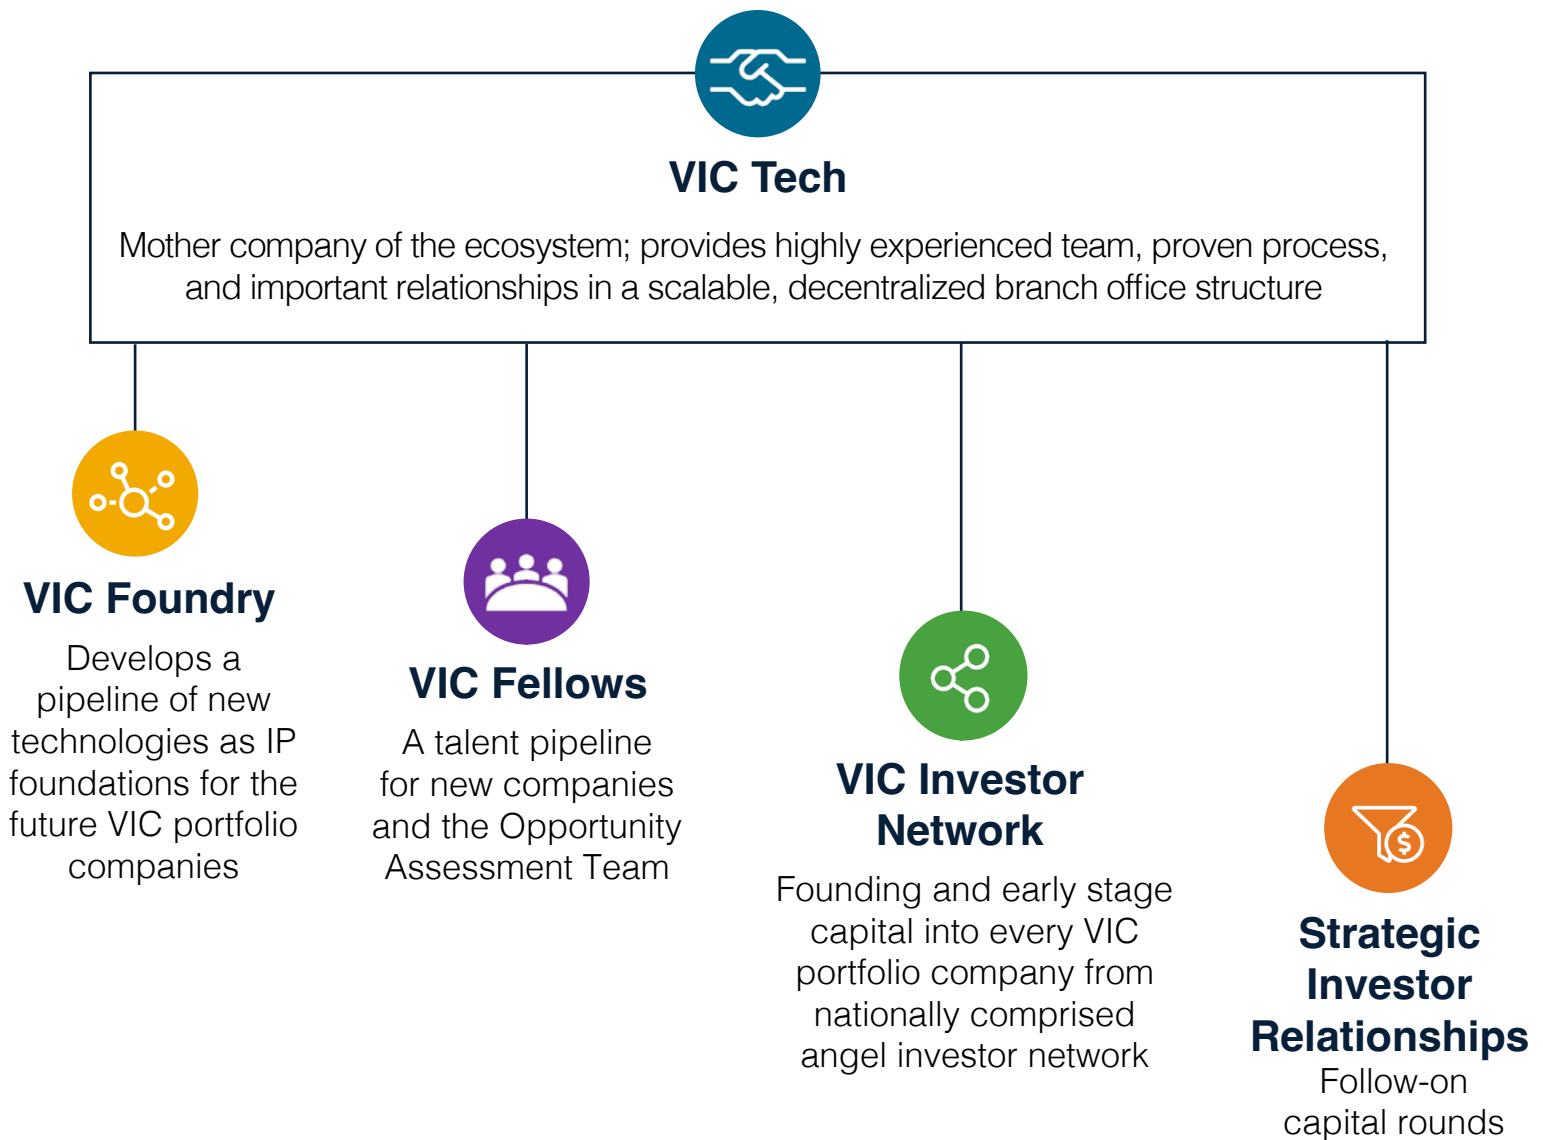 VIC Tech
Mother company of the ecosystem; provides highly experienced team, proven process,
and important relationships in a scalable, decentralized branch office structure
VIC Foundry
Develops a
pipeline of new
technologies as IP
foundations for the
future VIC portfolio
companies
VIC Fellows
A talent pipeline
for new companies
and the Opportunity
Assessment Team
VIC Investor
Network
Founding and early stage
capital into every VIC
portfolio company from
nationally comprised
angel investor network
$
Strategic
Investor
Relationships
Follow-on
capital rounds